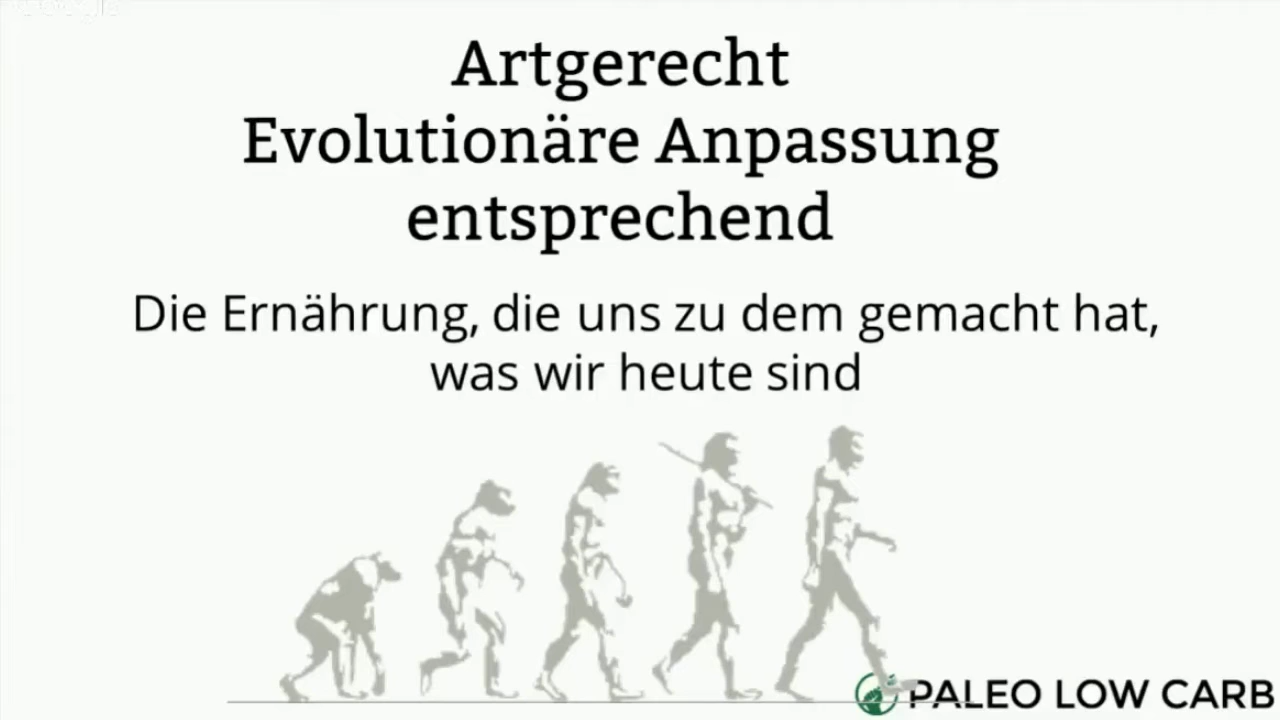 Google
Artgerecht
Evolutionäre Anpassung
entsprechend
Die Ernährung, die uns zu dem gemacht hat,
was wir heute sind
PALEO LOW CARB